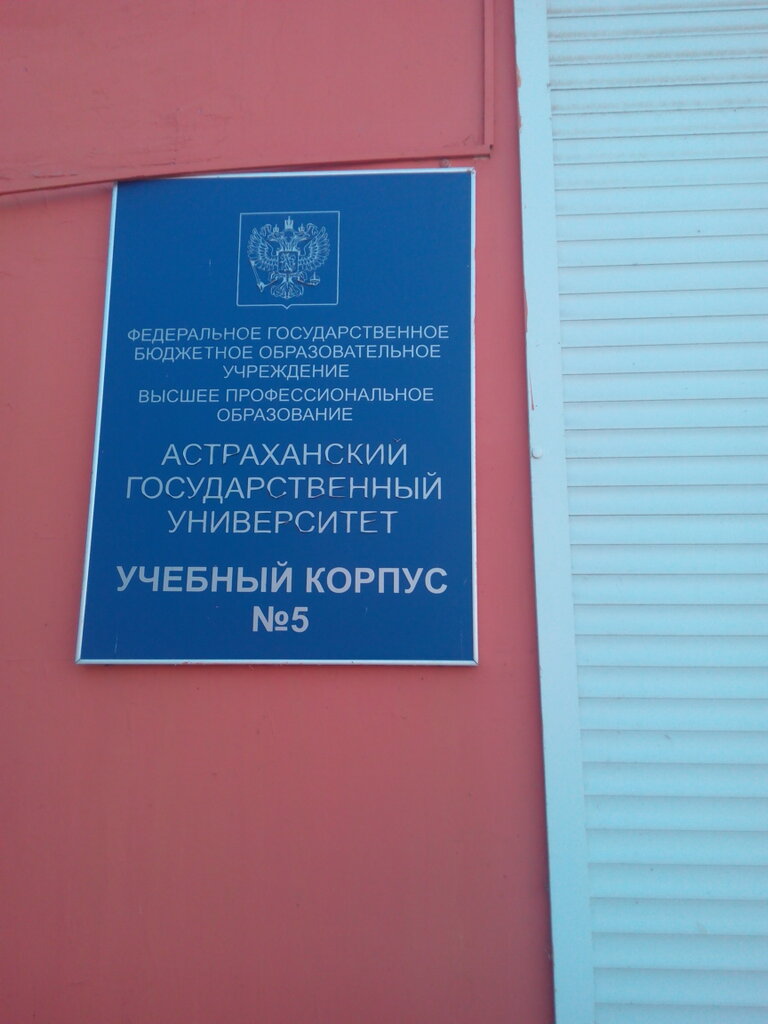 ФЕДЕРАЛЬНОЕ ГОСУДАРСТВЕННОЕ
БЮДЖЕТНОЕ ОБРАЗОВАТЕЛЬНОЕ
УЧРЕЖДЕНИЕ
ВЫСШЕЕ ПРОФЕССИОНАЛЬНОЕ
ОБРАЗОВАНИЕ
АСТРАХАНСКИЙ
ГОСУДАРСТВЕННЫЙ
УНИВЕРСИТЕТ
УЧЕБНЫЙ КОРПУС
№5